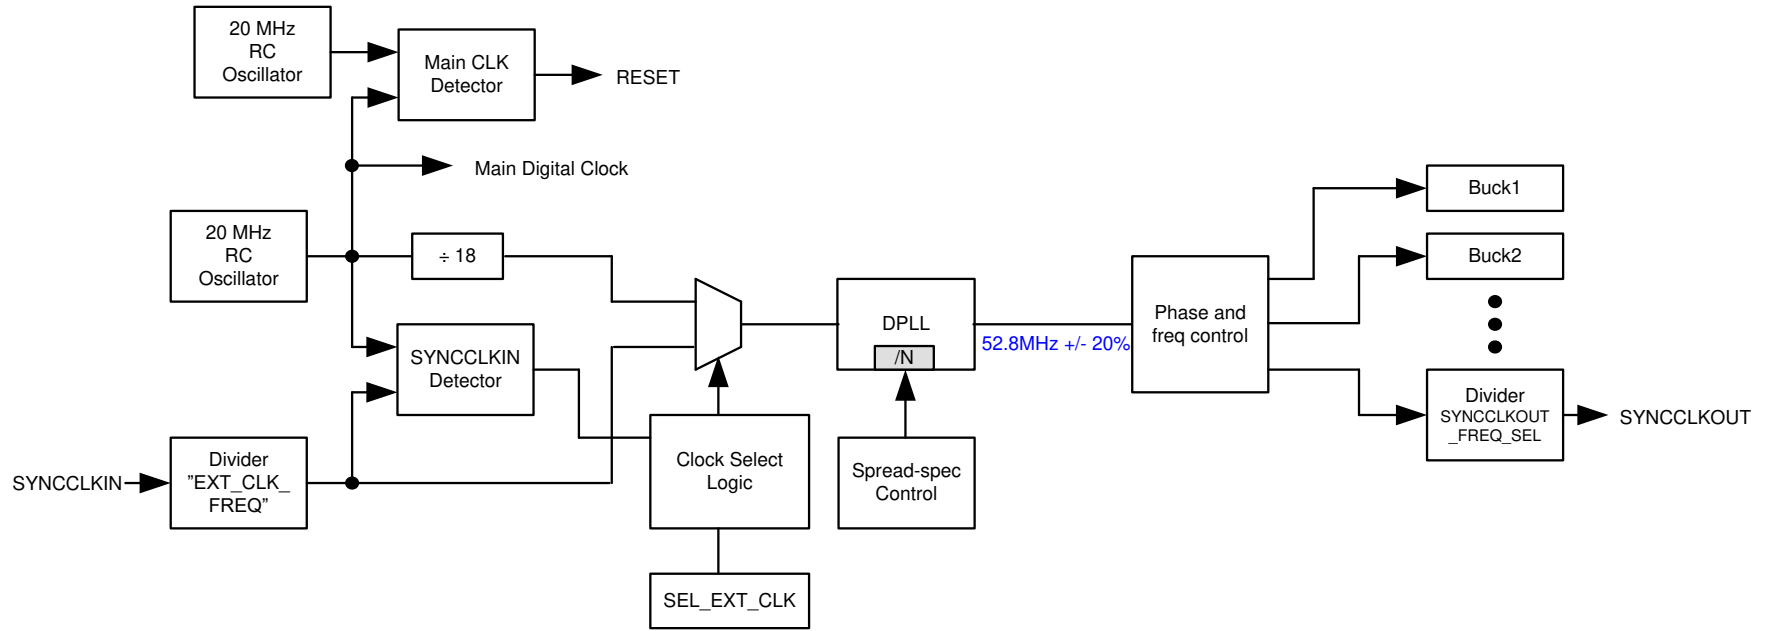 20 MHz
RC
Oscillator
Main CLK
Detector
RESET
Main Digital Clock
20 MHz
RC
Oscillator
÷ 18
SYNCCLKIN
Detector
SYNCCLKIN
Divider
”EXT_CLK_
FREQ”
Clock Select
Logic
SEL_EXT_CLK
DPLL
/N
Spread-spec
Control
52.8MHz +/- 20%
Phase and
freq control
Buck1
Buck2
Divider
SYNCCLKOUT
_FREQ_SEL
SYNCCLKOUT